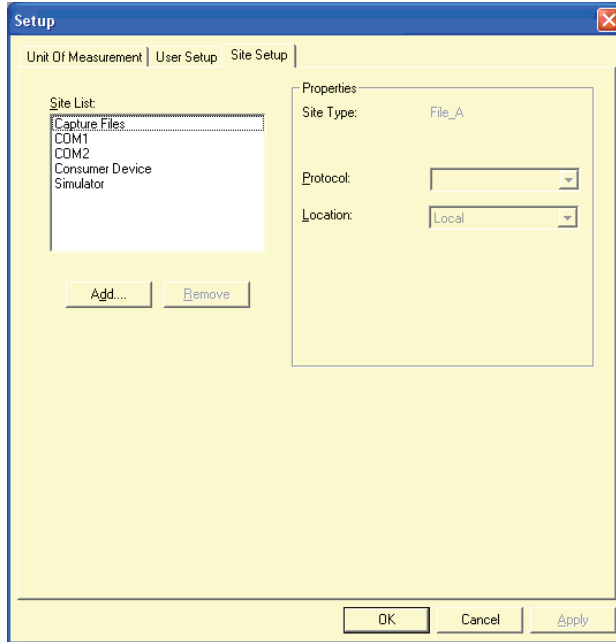 Setup
Unit Of Measurement User Setup Site Setup
Site List:
Capture Files
COM1
COM2
Consumer Device
Simulator
Add.... Remove
Properties
Site Type: File_A
Protocol:
Location: Local
OK Cancel Apply